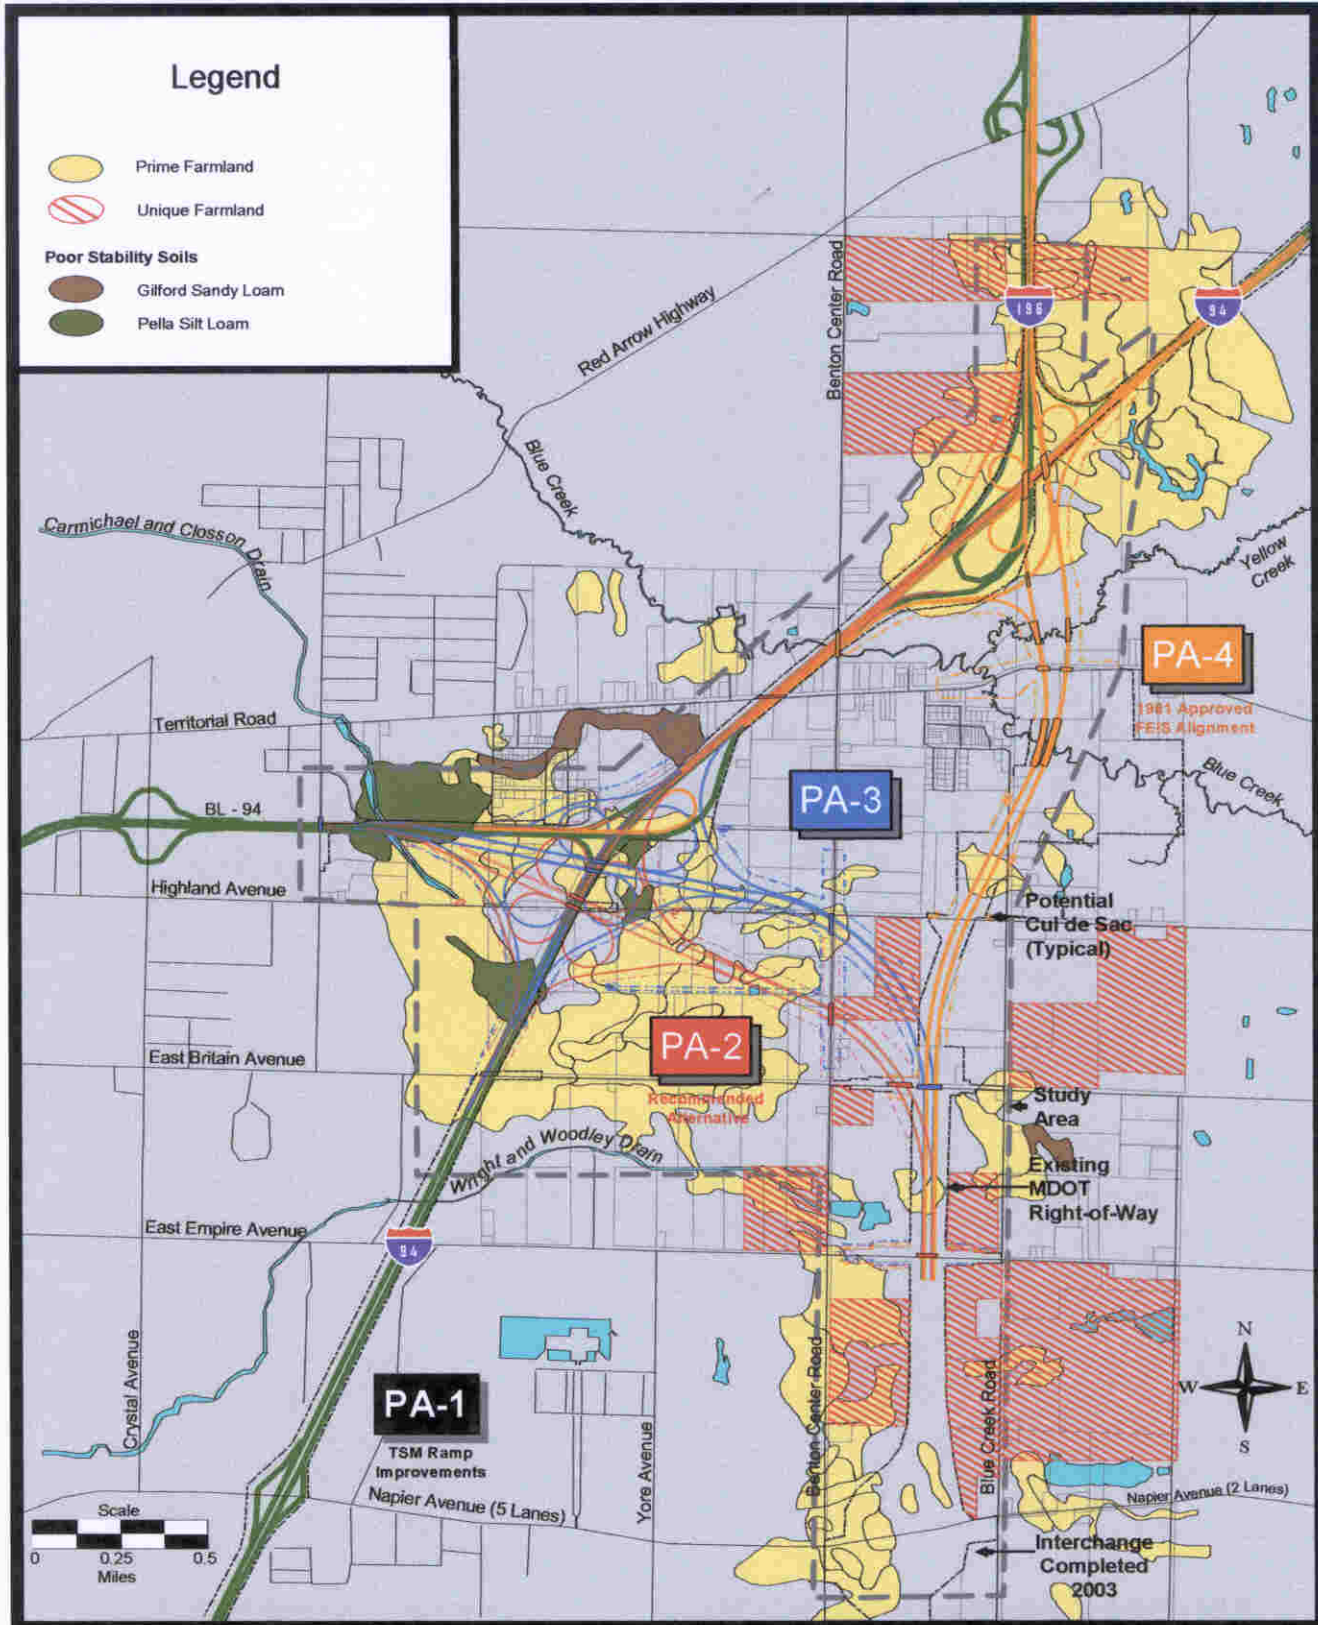 Legend
Prime Farmland
Unique Farmland
Poor Stability Soils
Gilford Sandy Loam
Pella Silt Loam
Red Arrow Highway
Benton Center Road
196
94
Blue Creek
Carmichael and Closson Drain
Yellow
Creek
PA-4
1981 Approved
FEIS Alignment
Territorial Road
Blue Creek
PA-3
BL - 94
Highland Avenue
Potential
Cul de Sac
(Typical)
PA-2
Recommended
Alternative
East Britain Avenue
Study
Area
Wright and Woodley Drain
Existing
MDOT
Right-of-Way
East Empire Avenue
94
Crystal Avenue
PA-1
TSM Ramp
Improvements
Yore Avenue
Benton Center Road
Blue Creek Road
N
W
E
S
Napier Avenue (5 Lanes)
Napier Avenue (2 Lanes)
Scale
0
0.25
0.5
Miles
Interchange
Completed
2003